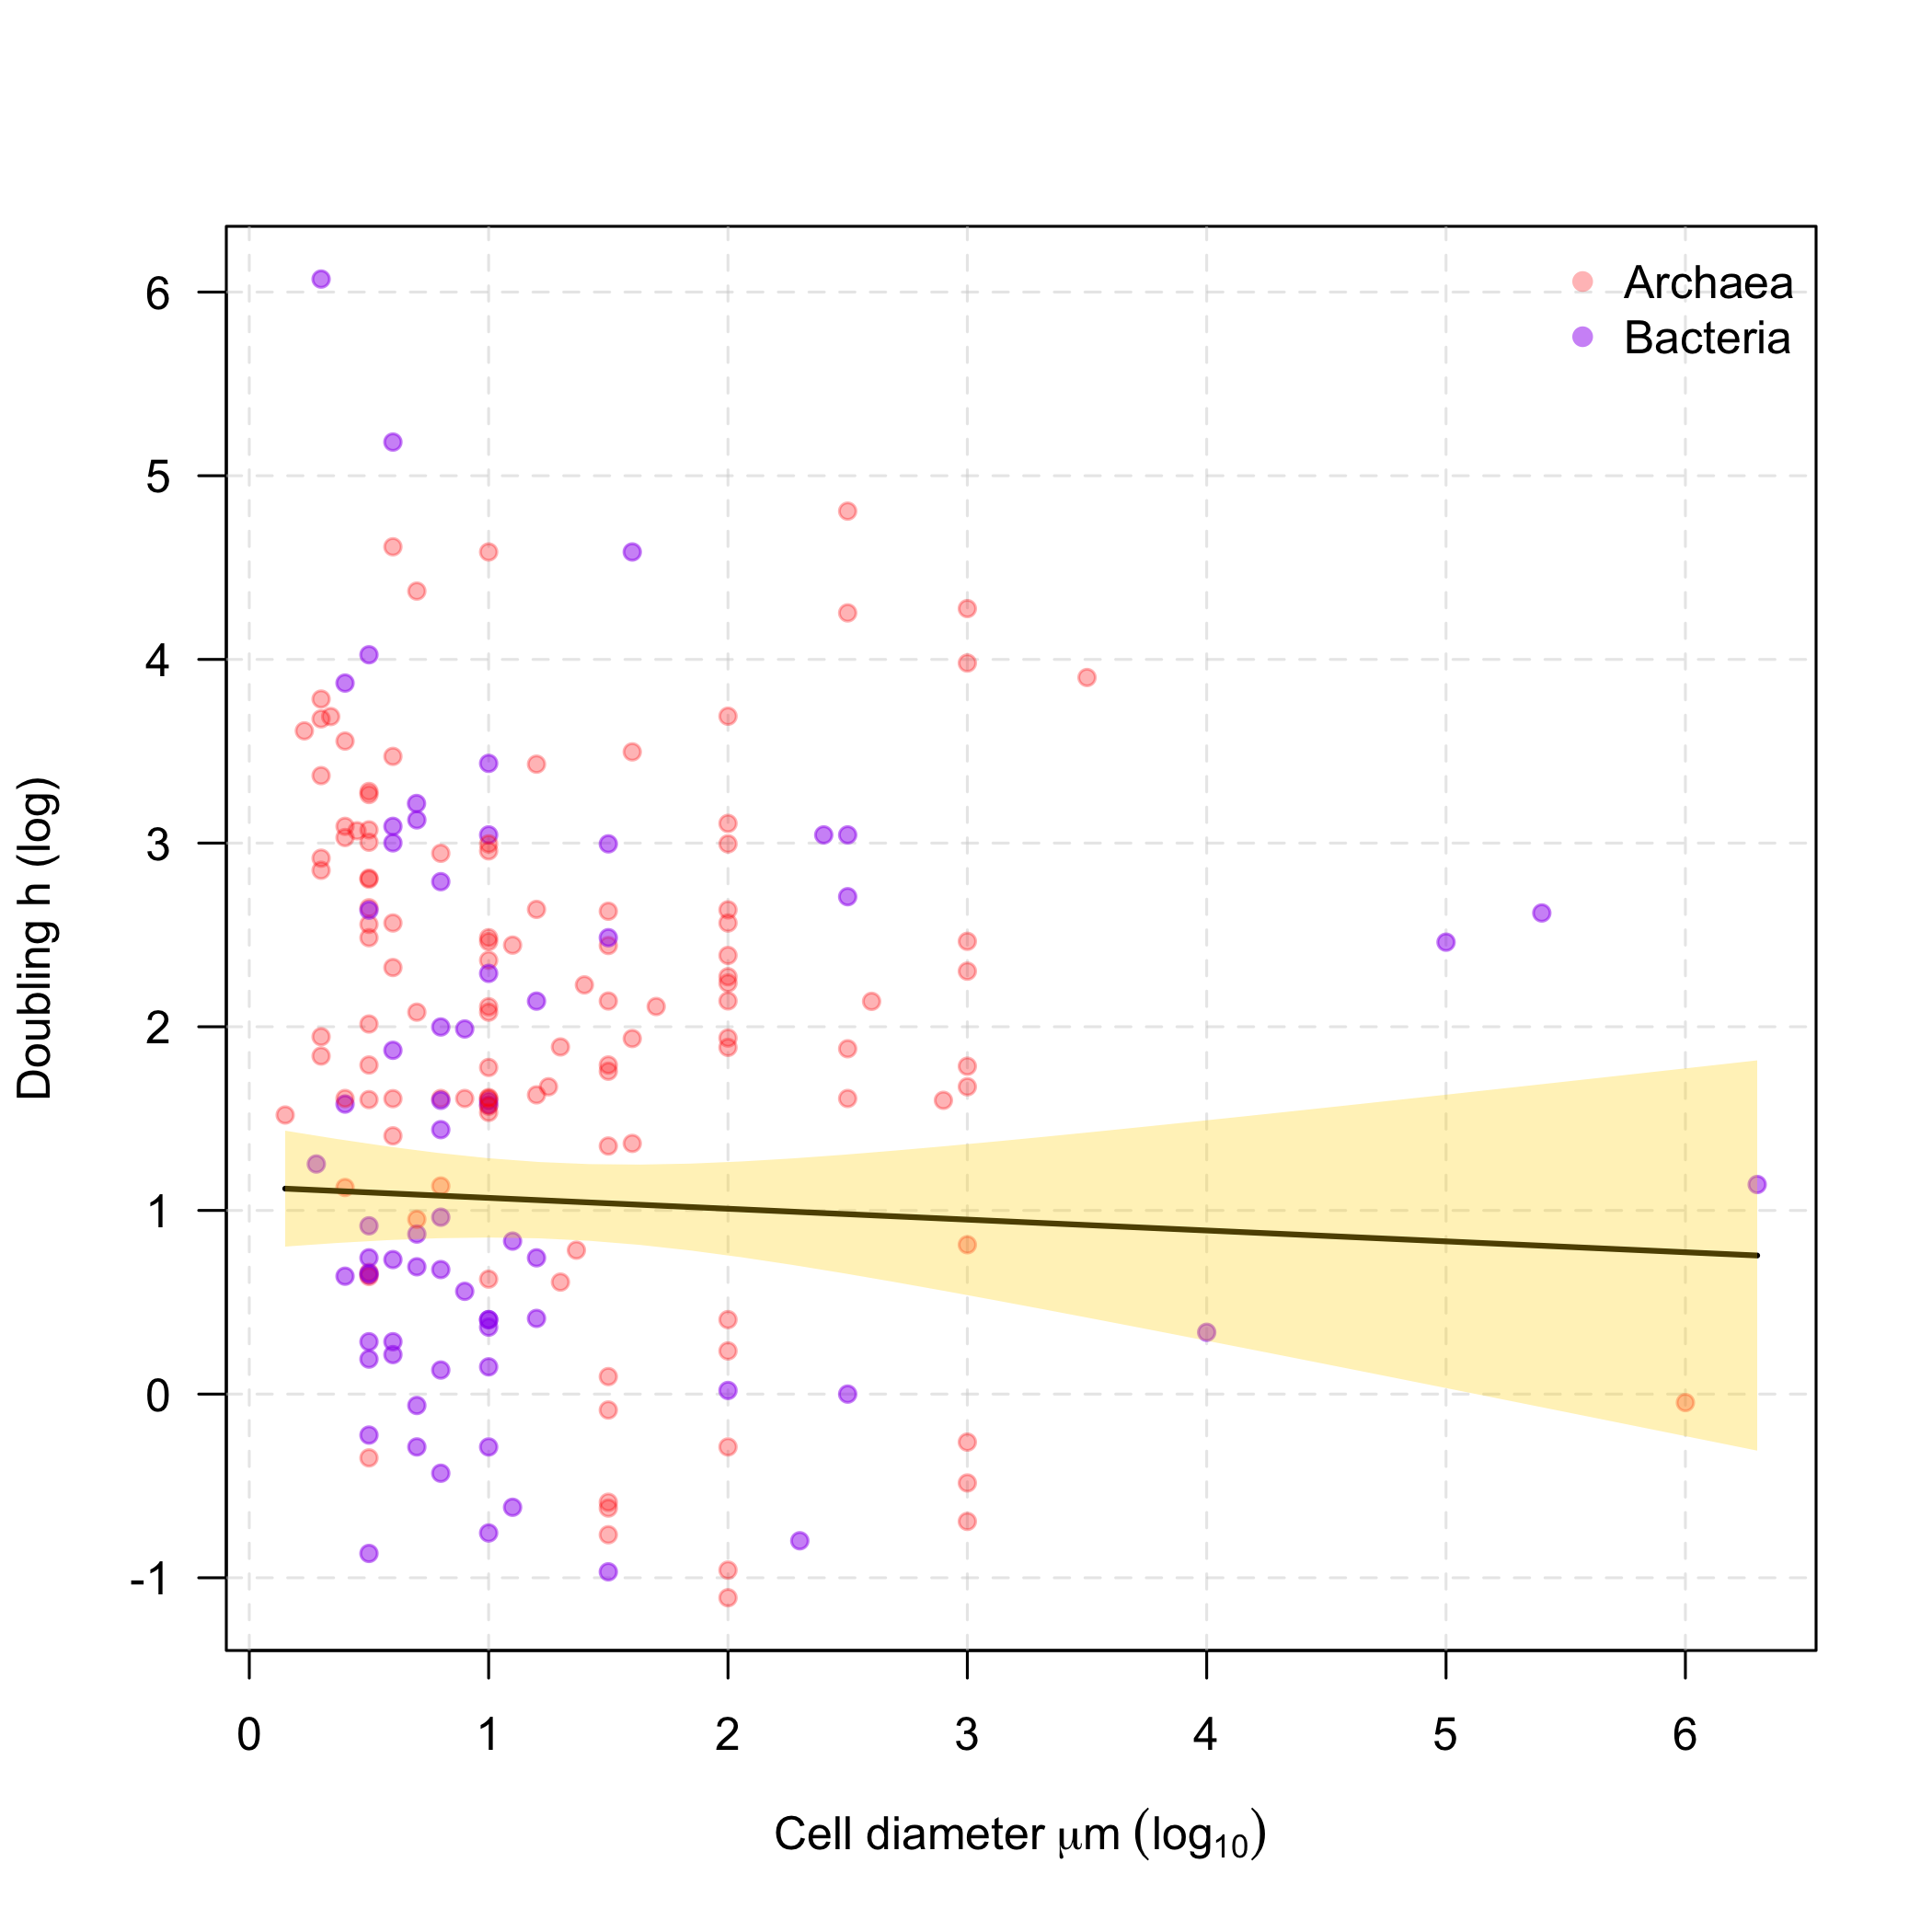 Archaea
Bacteria
6
5
4
3
2
1
0
-1
Doubling h (log)
0 1 2 3 4 5 6
Cell diameter μm (log₁₀)